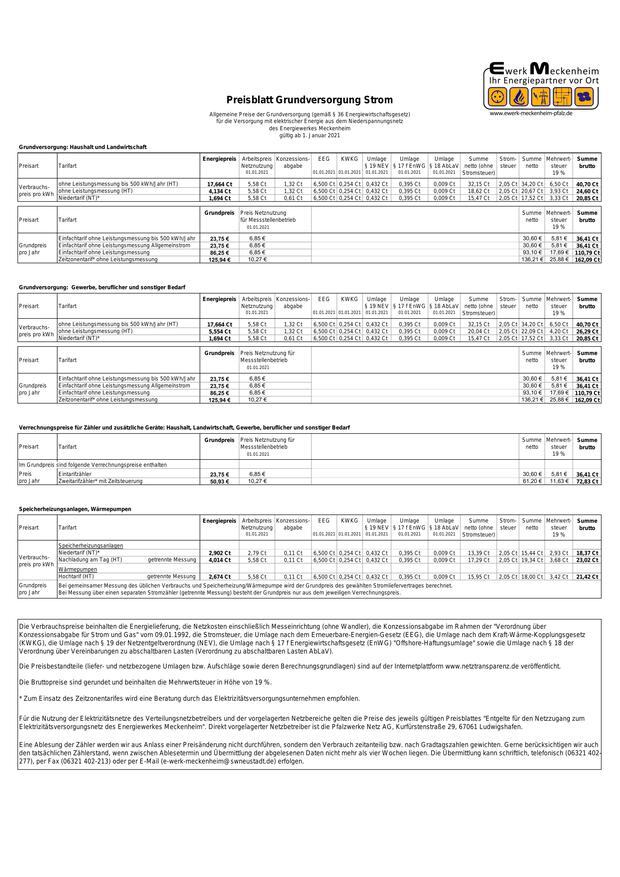 Ewerk Meckenheim
Ihr Energiepartner vor Ort
www.ewerk-meckenheim-pfalz.de
Preisblatt Grundversorgung Strom
Allgemeine Preise der Grundversorgung (gemäß § 36 Energiewirtschaftsgesetz)
für die Versorgung mit elektrischer Energie aus dem Niederspannungsnetz
des Energiewerkes Meckenheim
gültig ab 1. Januar 2021
Grundversorgung: Haushalt und Landwirtschaft
Preisart Tarifart Energiepreis Arbeitspreis Netznutzung 01.01.2021 Konzessions-abgabe EEG 01.01.2021 KWKG 01.01.2021 Umlage § 19 NEV 01.01.2021 Umlage § 17 f EnWG 01.01.2021 Umlage § 18 AbLaV 01.01.2021 Summe netto (ohne Stromsteuer) Strom-steuer Summe netto Mehrwert-steuer 19 % Summe brutto
Verbrauchs-preis pro kWh
ohne Leistungsmessung bis 500 kWh/Jahr (HT) 17,664 Ct 5,58 Ct 1,32 Ct 6,500 Ct 0,254 Ct 0,432 Ct 0,395 Ct 0,009 Ct 32,15 Ct 2,05 Ct 34,20 Ct 6,50 Ct 40,70 Ct
ohne Leistungsmessung (HT) 4,134 Ct 5,58 Ct 1,32 Ct 6,500 Ct 0,254 Ct 0,432 Ct 0,395 Ct 0,009 Ct 18,62 Ct 2,05 Ct 20,67 Ct 3,93 Ct 24,60 Ct
Niedertarif (NT)* 1,694 Ct 5,58 Ct 0,61 Ct 6,500 Ct 0,254 Ct 0,432 Ct 0,395 Ct 0,009 Ct 15,47 Ct 2,05 Ct 17,52 Ct 3,33 Ct 20,85 Ct
Preisart Tarifart Grundpreis Preis Netznutzung für Messstellenbetrieb 01.01.2021 Summe netto Mehrwert-steuer 19 % Summe brutto
Grundpreis pro Jahr
Einfachtarif ohne Leistungsmessung bis 500 kWh/Jahr 23,75 € 6,85 € 30,60 € 5,81 € 36,41 Ct
Einfachtarif ohne Leistungsmessung Allgemeinstrom 23,75 € 6,85 € 30,60 € 5,81 € 36,41 Ct
Einfachtarif ohne Leistungsmessung 86,25 € 6,85 € 93,10 € 17,69 € 110,79 Ct
Zeitzonentarif* ohne Leistungsmessung 125,94 € 10,27 € 136,21 € 25,88 € 162,09 Ct
Grundversorgung: Gewerbe, beruflicher und sonstiger Bedarf
Preisart Tarifart Energiepreis Arbeitspreis Netznutzung 01.01.2021 Konzessions-abgabe EEG 01.01.2021 KWKG 01.01.2021 Umlage § 19 NEV 01.01.2021 Umlage § 17 f EnWG 01.01.2021 Umlage § 18 AbLaV 01.01.2021 Summe netto (ohne Stromsteuer) Strom-steuer Summe netto Mehrwert-steuer 19 % Summe brutto
Verbrauchs-preis pro kWh
ohne Leistungsmessung bis 500 kWh/Jahr (HT) 17,664 Ct 5,58 Ct 1,32 Ct 6,500 Ct 0,254 Ct 0,432 Ct 0,395 Ct 0,009 Ct 32,15 Ct 2,05 Ct 34,20 Ct 6,50 Ct 40,70 Ct
ohne Leistungsmessung (HT) 5,554 Ct 5,58 Ct 1,32 Ct 6,500 Ct 0,254 Ct 0,432 Ct 0,395 Ct 0,009 Ct 20,04 Ct 2,05 Ct 22,09 Ct 4,20 Ct 26,29 Ct
Niedertarif (NT)* 1,694 Ct 5,58 Ct 1,32 Ct 6,500 Ct 0,254 Ct 0,432 Ct 0,395 Ct 0,009 Ct 15,47 Ct 2,05 Ct 17,52 Ct 3,33 Ct 20,85 Ct
Preisart Tarifart Grundpreis Preis Netznutzung für Messstellenbetrieb 01.01.2021 Summe netto Mehrwert-steuer 19 % Summe brutto
Grundpreis pro Jahr
Einfachtarif ohne Leistungsmessung bis 500 kWh/Jahr 23,75 € 6,85 € 30,60 € 5,81 € 36,41 Ct
Einfachtarif ohne Leistungsmessung Allgemeinstrom 23,75 € 6,85 € 30,60 € 5,81 € 36,41 Ct
Einfachtarif ohne Leistungsmessung 86,25 € 6,85 € 93,10 € 17,69 € 110,79 Ct
Zeitzonentarif* ohne Leistungsmessung 125,94 € 10,27 € 136,21 € 25,88 € 162,09 Ct
Verrechnungspreise für Zähler und zusätzliche Geräte: Haushalt, Landwirtschaft, Gewerbe, beruflicher und sonstiger Bedarf
Preisart Tarifart Grundpreis Preis Netznutzung für Messstellenbetrieb 01.01.2021 Summe netto Mehrwert-steuer 19 % Summe brutto
Im Grundpreis sind folgende Verrechnungspreise enthalten
Preis pro Jahr
Eintarifzähler 23,75 € 6,85 € 30,60 € 5,81 € 36,41 Ct
Zweitarifzähler* mit Zeitsteuerung 50,93 € 10,27 € 61,20 € 11,63 € 72,83 Ct
Speicherheizungsanlagen, Wärmepumpen
Preisart Tarifart Energiepreis Arbeitspreis Netznutzung 01.01.2021 Konzessions-abgabe EEG 01.01.2021 KWKG 01.01.2021 Umlage § 19 NEV 01.01.2021 Umlage § 17 f EnWG 01.01.2021 Umlage § 18 AbLaV 01.01.2021 Summe netto (ohne Stromsteuer) Strom-steuer Summe netto Mehrwert-steuer 19 % Summe brutto
Verbrauchs-preis pro kWh
Speicherheizungsanlagen
Niedertarif (NT)* 2,902 Ct 2,79 Ct 0,11 Ct 6,500 Ct 0,254 Ct 0,432 Ct 0,395 Ct 0,009 Ct 13,39 Ct 2,05 Ct 15,44 Ct 2,93 Ct 18,37 Ct
Nachladung am Tag (HT) getrennte Messung 4,014 Ct 5,58 Ct 0,11 Ct 6,500 Ct 0,254 Ct 0,432 Ct 0,395 Ct 0,009 Ct 17,29 Ct 2,05 Ct 19,34 Ct 3,68 Ct 23,02 Ct
Wärmepumpen
Hochtarif (HT) getrennte Messung 2,674 Ct 5,58 Ct 0,11 Ct 6,500 Ct 0,254 Ct 0,432 Ct 0,395 Ct 0,009 Ct 15,95 Ct 2,05 Ct 18,00 Ct 3,42 Ct 21,42 Ct
Grundpreis pro Jahr
Bei gemeinsamer Messung des üblichen Verbrauchs und Speicherheizung/Wärmepumpe wird der Grundpreis des gewählten Stromliefervertrages berechnet.
Bei Messung über einen separaten Stromzähler (getrennte Messung) besteht der Grundpreis nur aus dem jeweiligen Verrechnungspreis.
Die Verbrauchspreise beinhalten die Energielieferung, die Netzkosten einschließlich Messeinrichtung (ohne Wandler), die Konzessionsabgabe im Rahmen der "Verordnung über
Konzessionsabgabe für Strom und Gas" vom 09.01.1992, die Stromsteuer, die Umlage nach dem Erneuerbare-Energien-Gesetz (EEG), die Umlage nach dem Kraft-Wärme-Kopplungsgesetz
(KWKG), die Umlage nach § 19 der Netzentgeltverordnung (NEV), die Umlage nach § 17 f Energiewirtschaftsgesetz (EnWG) "Offshore-Haftungsumlage" sowie die Umlage nach § 18 der
Verordnung über Vereinbarungen zu abschaltbaren Lasten (Verordnung abschaltbaren Lasten AbLaV).
Die Preisbestandteile (liefer- und netzbezogene Umlagen bzw. Aufschläge sowie deren Berechnungsgrundlagen) sind auf der Internetplattform www.netztransparenz.de veröffentlicht.
Die Bruttopreise sind gerundet und beinhalten die Mehrwertsteuer in Höhe von 19 %.
* Zum Einsatz des Zeitzonentarifes wird eine Beratung durch das Elektrizitätsversorgungsunternehmen empfohlen.
Für die Nutzung der Elektrizitätsnetze des Verteilungsnetzbetreibers und der vorgelagerten Netzbereiche gelten die Preise des jeweils gültigen Preisblattes "Entgelte für den Netzzugang zum
Elektrizitätsversorgungsnetz des Energiewerkes Meckenheim". Direkt vorgelagerter Netzbetreiber ist die Pfalzwerke Netz AG, Kurfürstenstraße 29, 67061 Ludwigshafen.
Eine Ablesung der Zähler werden wir aus Anlass einer Preisänderung nicht durchführen, sondern den Verbrauch zeitanteilig bzw. nach Gradtagszahlen gewichten. Gerne berücksichtigen wir auch
den tatsächlichen Zählerstand, wenn zwischen Ablesetermin und Übermittlung der abgelesenen Daten nicht mehr als vier Wochen liegen. Die Übermittlung kann schriftlich, telefonisch (06321 402-
277), per Fax (06321 402-213) oder per E-Mail (e-werk-meckenheim@swneustadt.de) erfolgen.